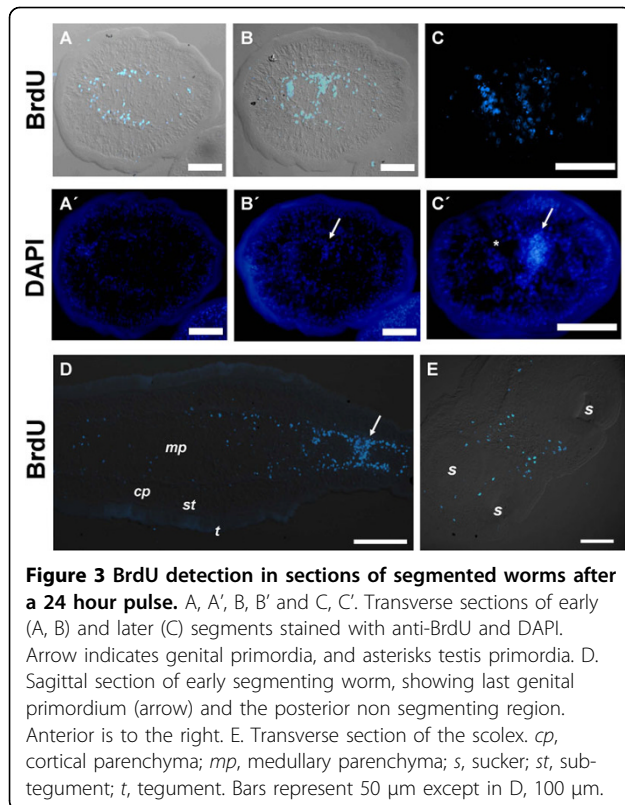 A
B
C
BrdU
A´
B´
C´
*
DAPI
D
E
BrdU
mp
cp
st
t
s
s
s
Figure 3 BrdU detection in sections of segmented worms after
a 24 hour pulse. A, A’, B, B’ and C, C’. Transverse sections of early
(A, B) and later (C) segments stained with anti-BrdU and DAPI.
Arrow indicates genital primordia, and asterisks testis primordia. D.
Sagittal section of early segmenting worm, showing last genital
primordium (arrow) and the posterior non segmenting region.
Anterior is to the right. E. Transverse section of the scolex. cp,
cortical parenchyma; mp, medullary parenchyma; s, sucker; st, sub-
tegument; t, tegument. Bars represent 50 μm except in D, 100 μm.